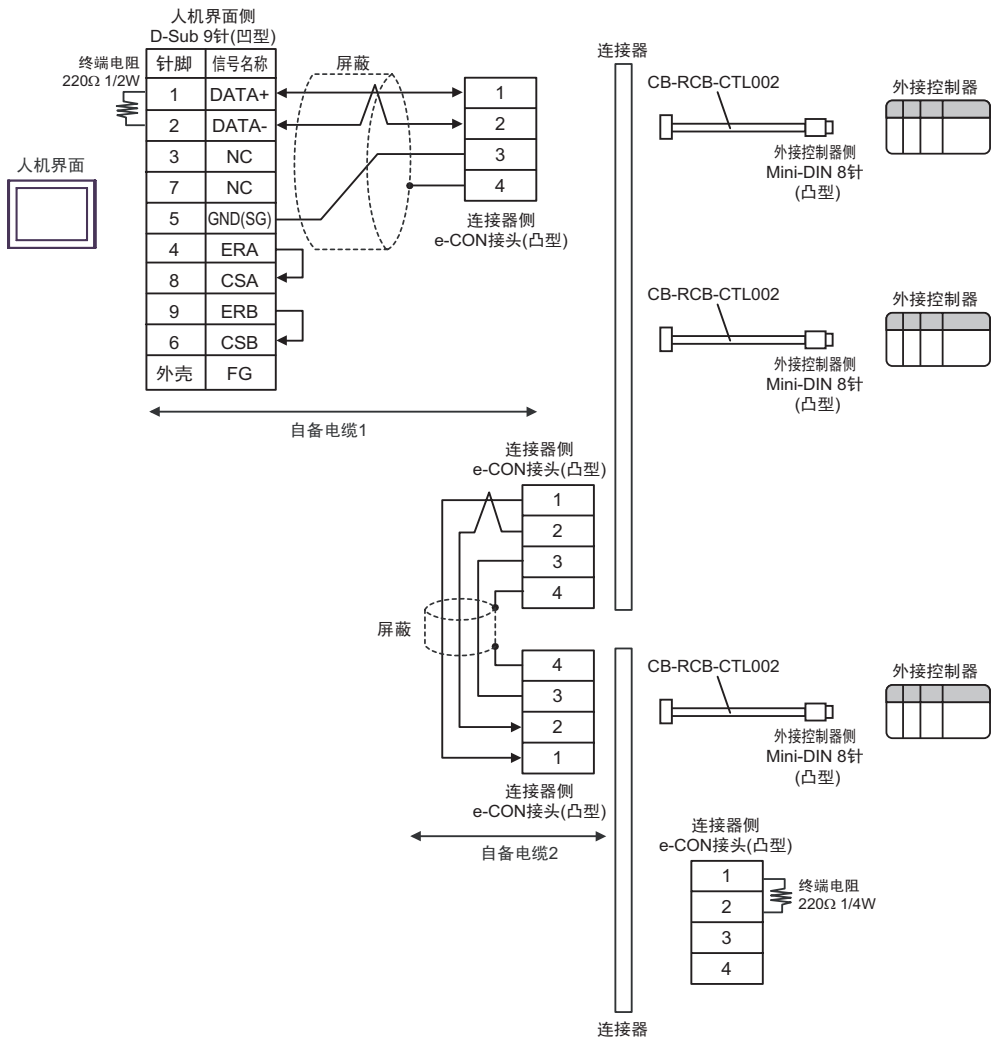 人机界面侧
D-Sub 9针(凹型)
终端电阻
220Ω 1/2W
针脚 信号名称
1 DATA+
2 DATA-
3 NC
7 NC
5 GND(SG)
4 ERA
8 CSA
9 ERB
6 CSB
外壳 FG
人机界面
屏蔽
1
2
3
4
连接器侧
e-CON接头(凸型)
自备电缆1
连接器
CB-RCB-CTL002
外接控制器
外接控制器侧
Mini-DIN 8针
(凸型)
CB-RCB-CTL002
外接控制器
外接控制器侧
Mini-DIN 8针
(凸型)
连接器侧
e-CON接头(凸型)
1
2
3
4
屏蔽
4
3
2
1
连接器侧
e-CON接头(凸型)
自备电缆2
CB-RCB-CTL002
外接控制器
外接控制器侧
Mini-DIN 8针
(凸型)
连接器侧
e-CON接头(凸型)
1
2
3
4
终端电阻
220Ω 1/4W
连接器